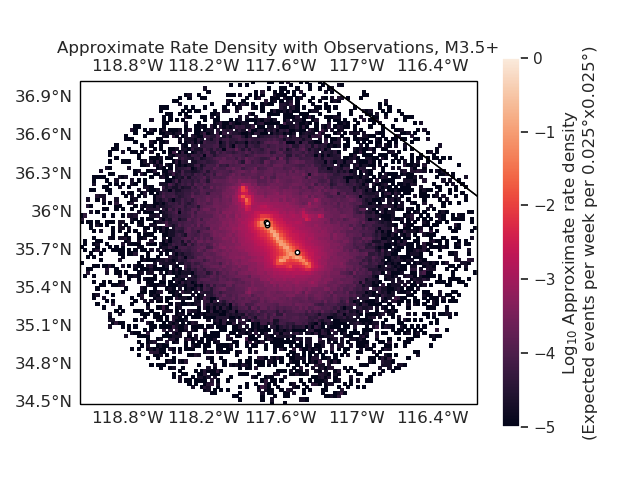 Approximate Rate Density with Observations, M3.5+
118.8°W 118.2°W 117.6°W 117°W 116.4°W
36.9°N
36.6°N
36.3°N
36°N
35.7°N
35.4°N
35.1°N
34.8°N
34.5°N
118.8°W 118.2°W 117.6°W 117°W 116.4°W
0
−1
−2
−3
−4
−5
Log₁₀ Approximate rate density
(Expected events per week per 0.025°x0.025°)